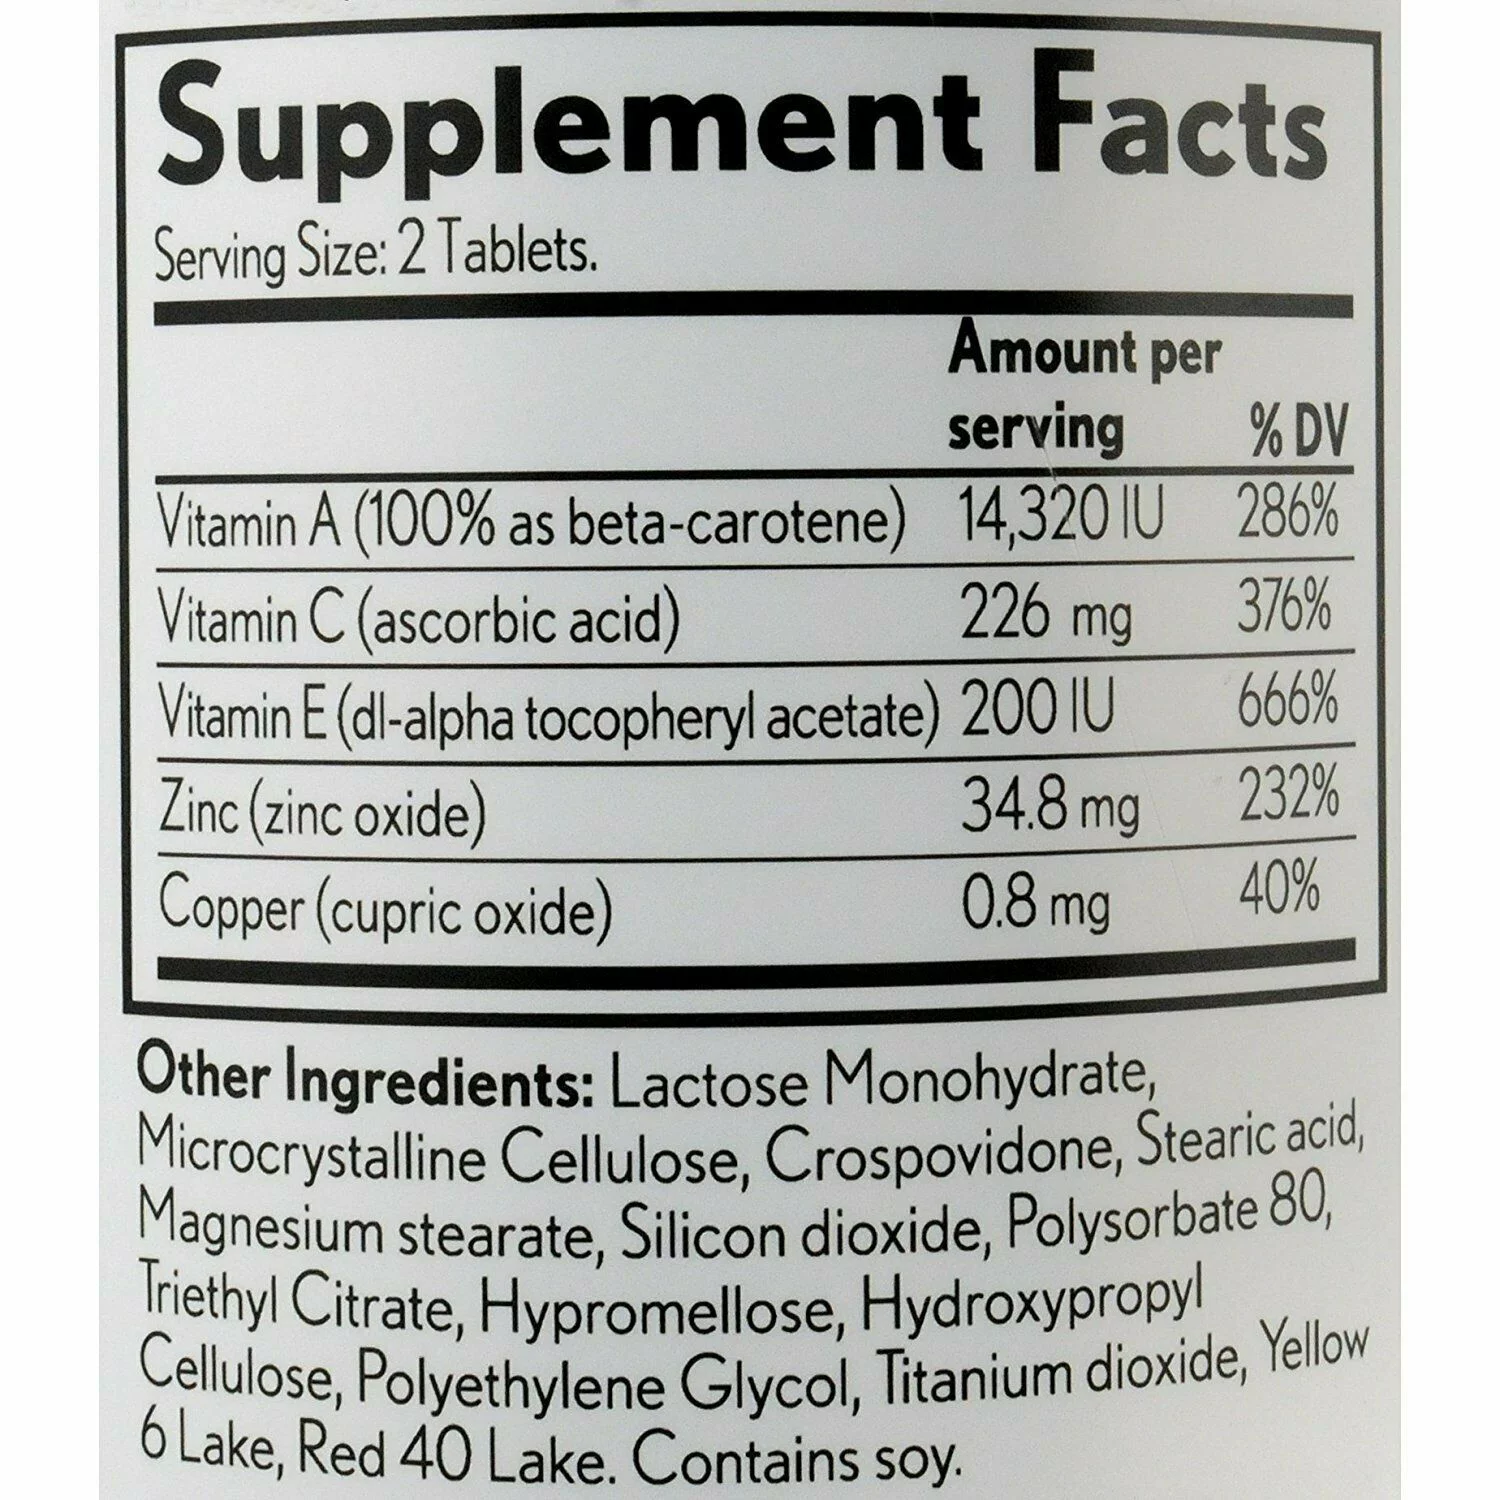 Supplement Facts
Serving Size: 2 Tablets.
Amount per
serving % DV
Vitamin A (100% as beta-carotene) 14,320 IU 286%
Vitamin C (ascorbic acid) 226 mg 376%
Vitamin E (dl-alpha tocopheryl acetate) 200 IU 666%
Zinc (zinc oxide) 34.8 mg 232%
Copper (cupric oxide) 0.8 mg 40%
Other Ingredients: Lactose Monohydrate,
Microcrystalline Cellulose, Crospovidone, Stearic acid,
Magnesium stearate, Silicon dioxide, Polysorbate 80,
Triethyl Citrate, Hypromellose, Hydroxypropyl
Cellulose, Polyethylene Glycol, Titanium dioxide, Yellow
6 Lake, Red 40 Lake. Contains soy.